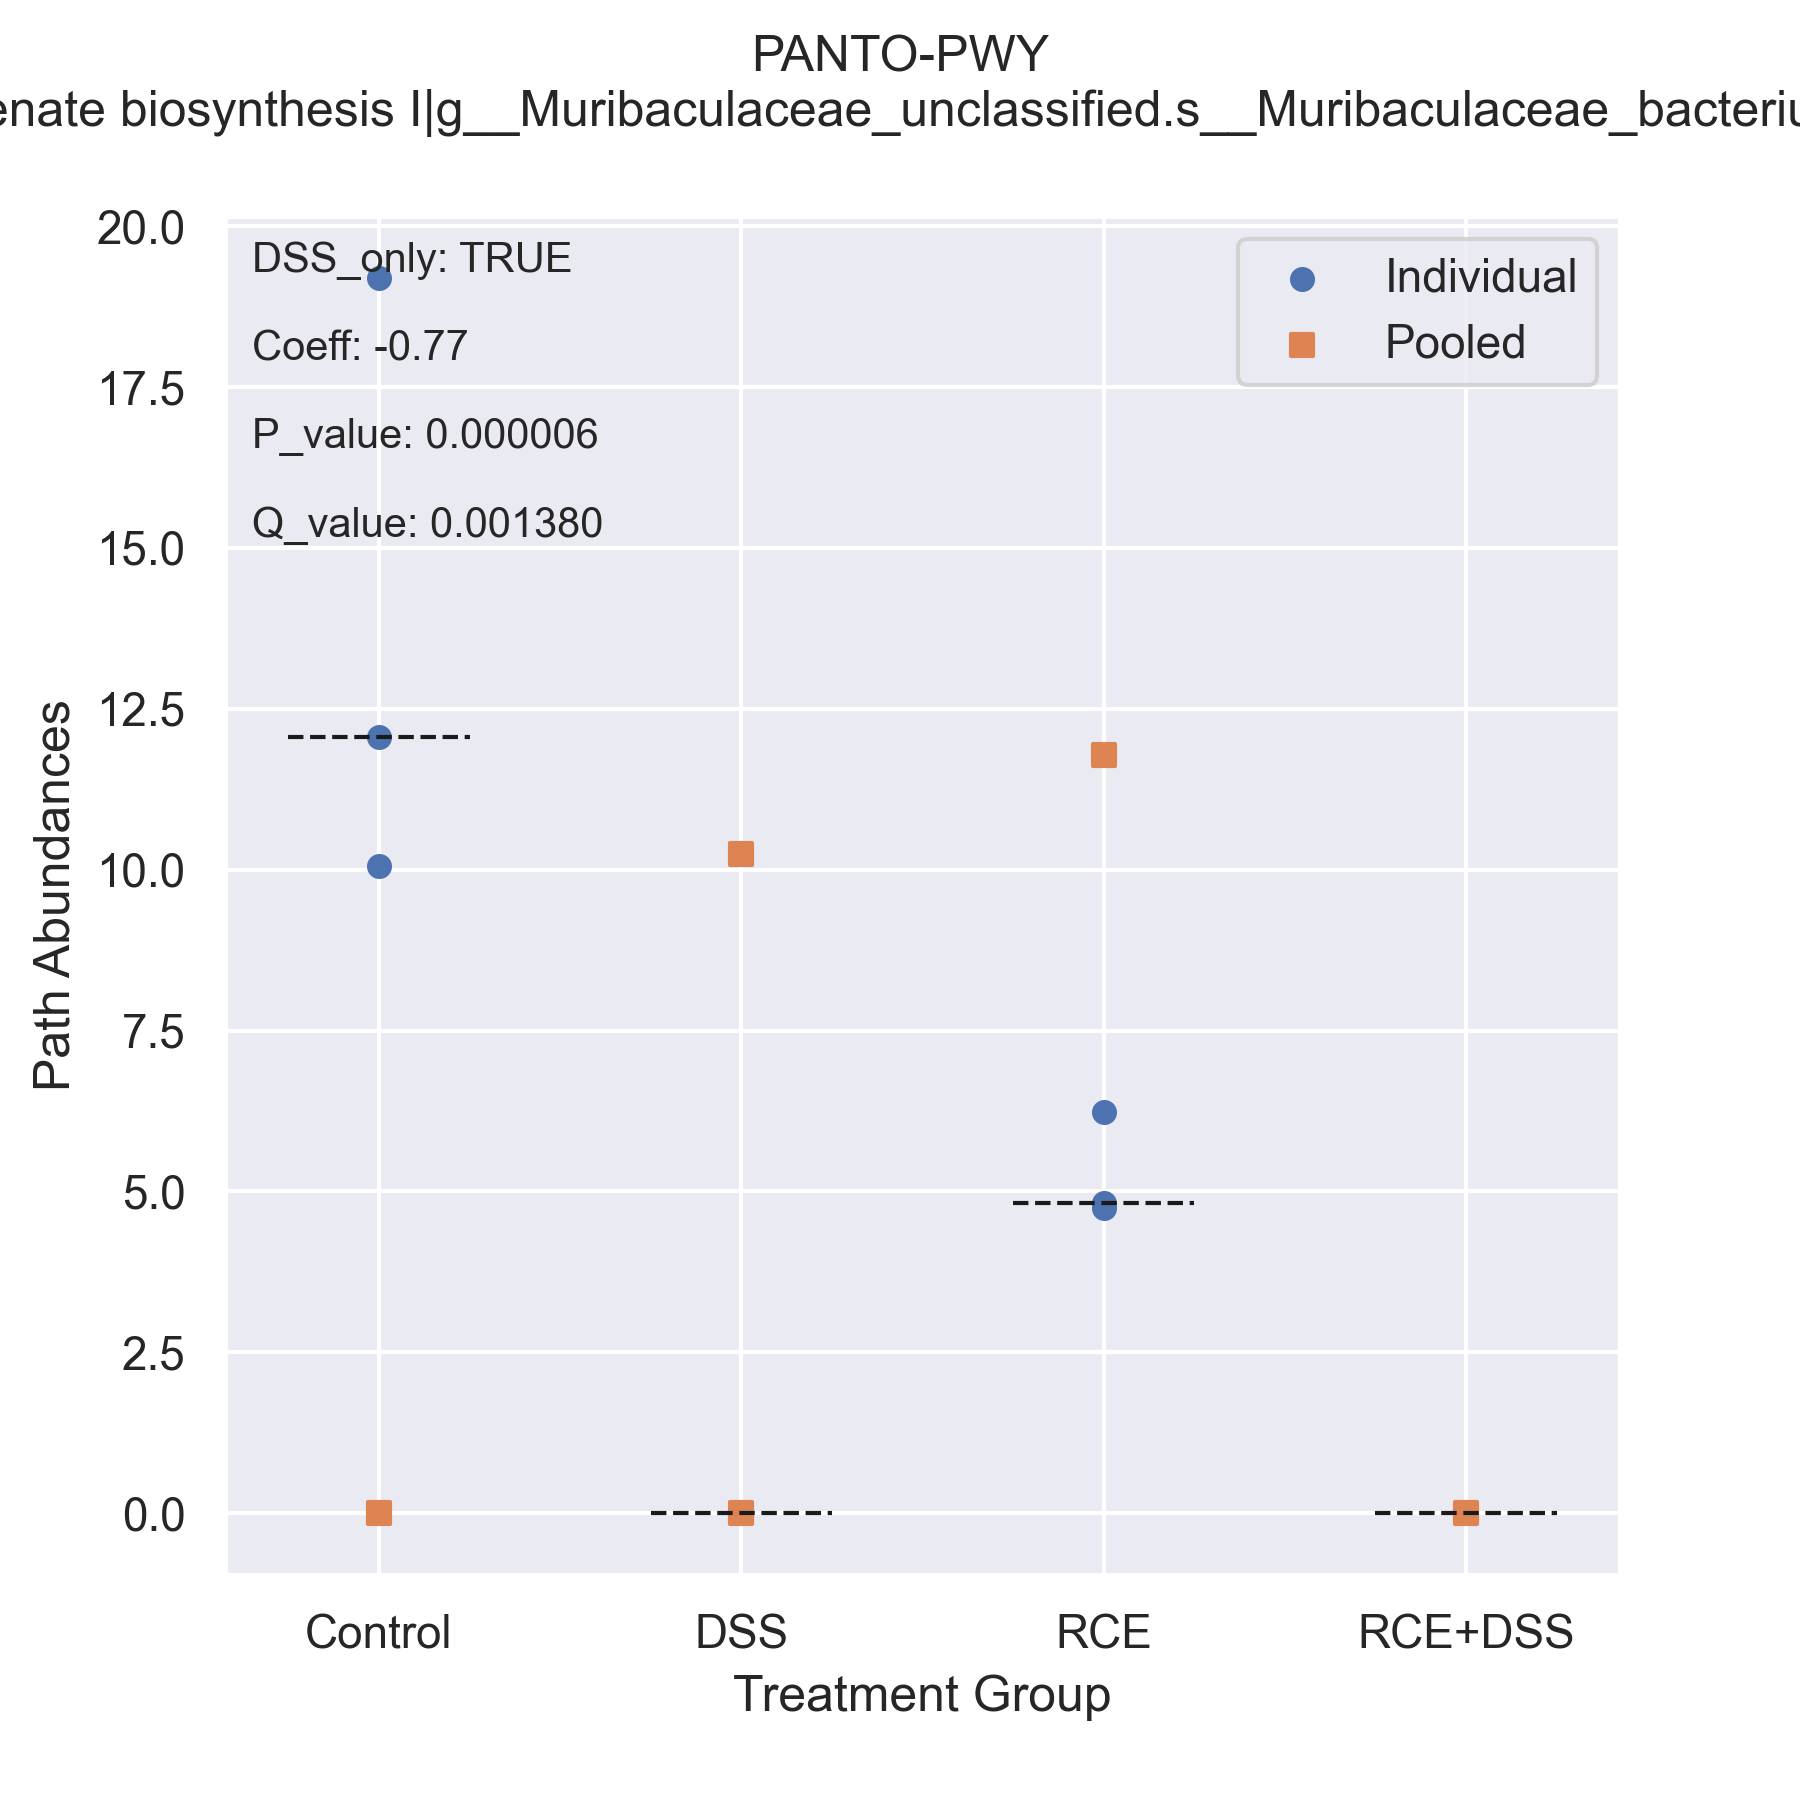 PANTO-PWY
enate biosynthesis I|g__Muribaculaceae_unclassified.s__Muribaculaceae_bacteriu
20.0
17.5
15.0
12.5
10.0
7.5
5.0
2.5
0.0
Path Abundances
DSS_only: TRUE
Coeff: -0.77
P_value: 0.000006
Q_value: 0.001380
Individual
Pooled
Control
DSS
RCE
RCE+DSS
Treatment Group